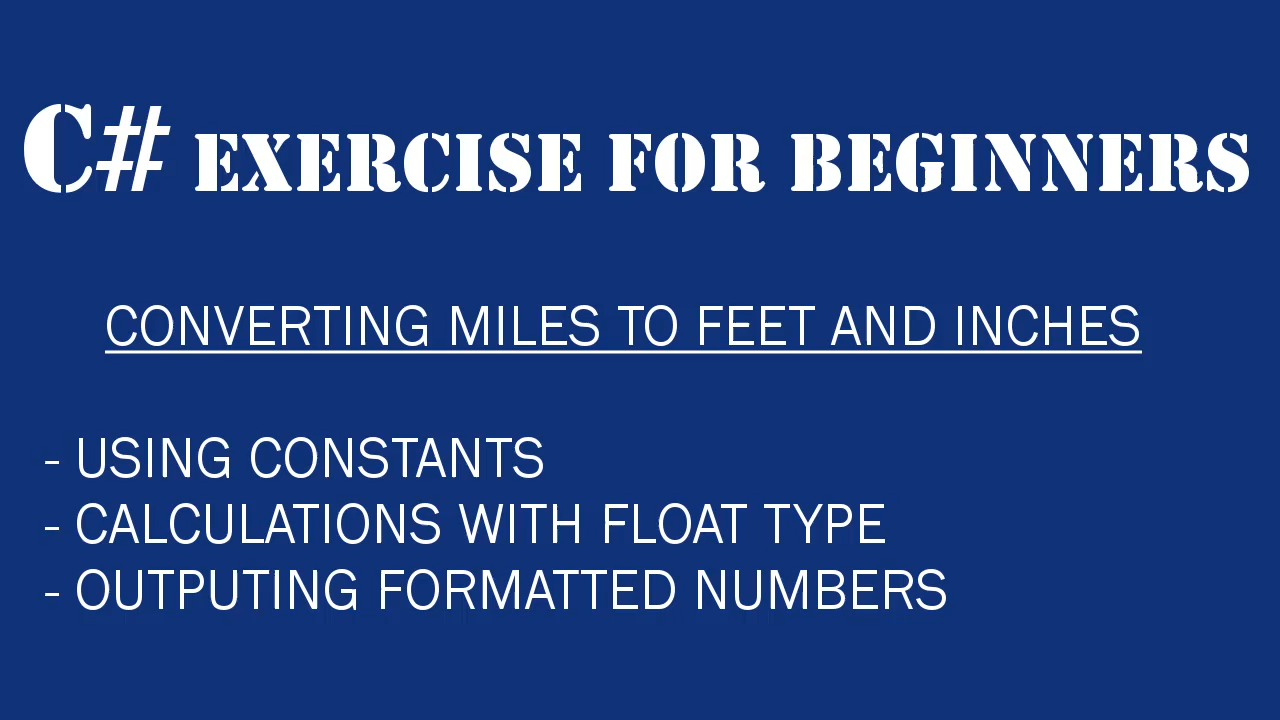 C# EXERCISE FOR BEGINNERS
CONVERTING MILES TO FEET AND INCHES
- USING CONSTANTS
- CALCULATIONS WITH FLOAT TYPE
- OUTPUTING FORMATTED NUMBERS